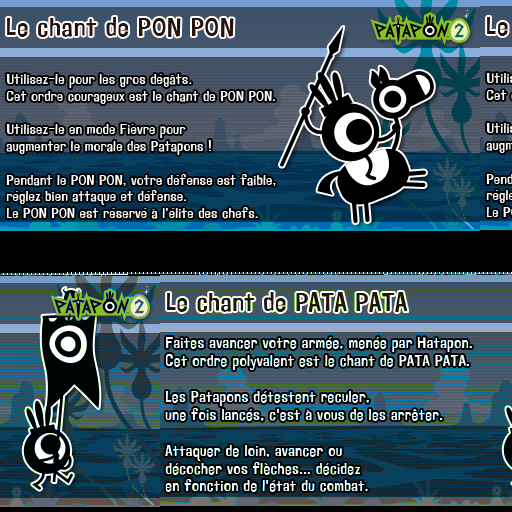 Le chant de PON PON
PATAPON 2
Le
Utilisez-le pour les gros dégâts.
Cet ordre courageux est le chant de PON PON.
Utilisez-le en mode Fièvre pour
augmenter le morale des Patapons !
Pendant le PON PON, votre défense est faible,
réglez bien attaque et défense.
Le PON PON est réservé à l'élite des chefs.
PATAPON 2
Le chant de PATA PATA
Faites avancer votre armée, menée par Hatapon.
Cet ordre polyvalent est le chant de PATA PATA.
Les Patapons détestent reculer,
une fois lancés, c'est à vous de les arrêter.
Attaquer de loin, avancer ou
décocher vos flèches... décidez
en fonction de l'état du combat.